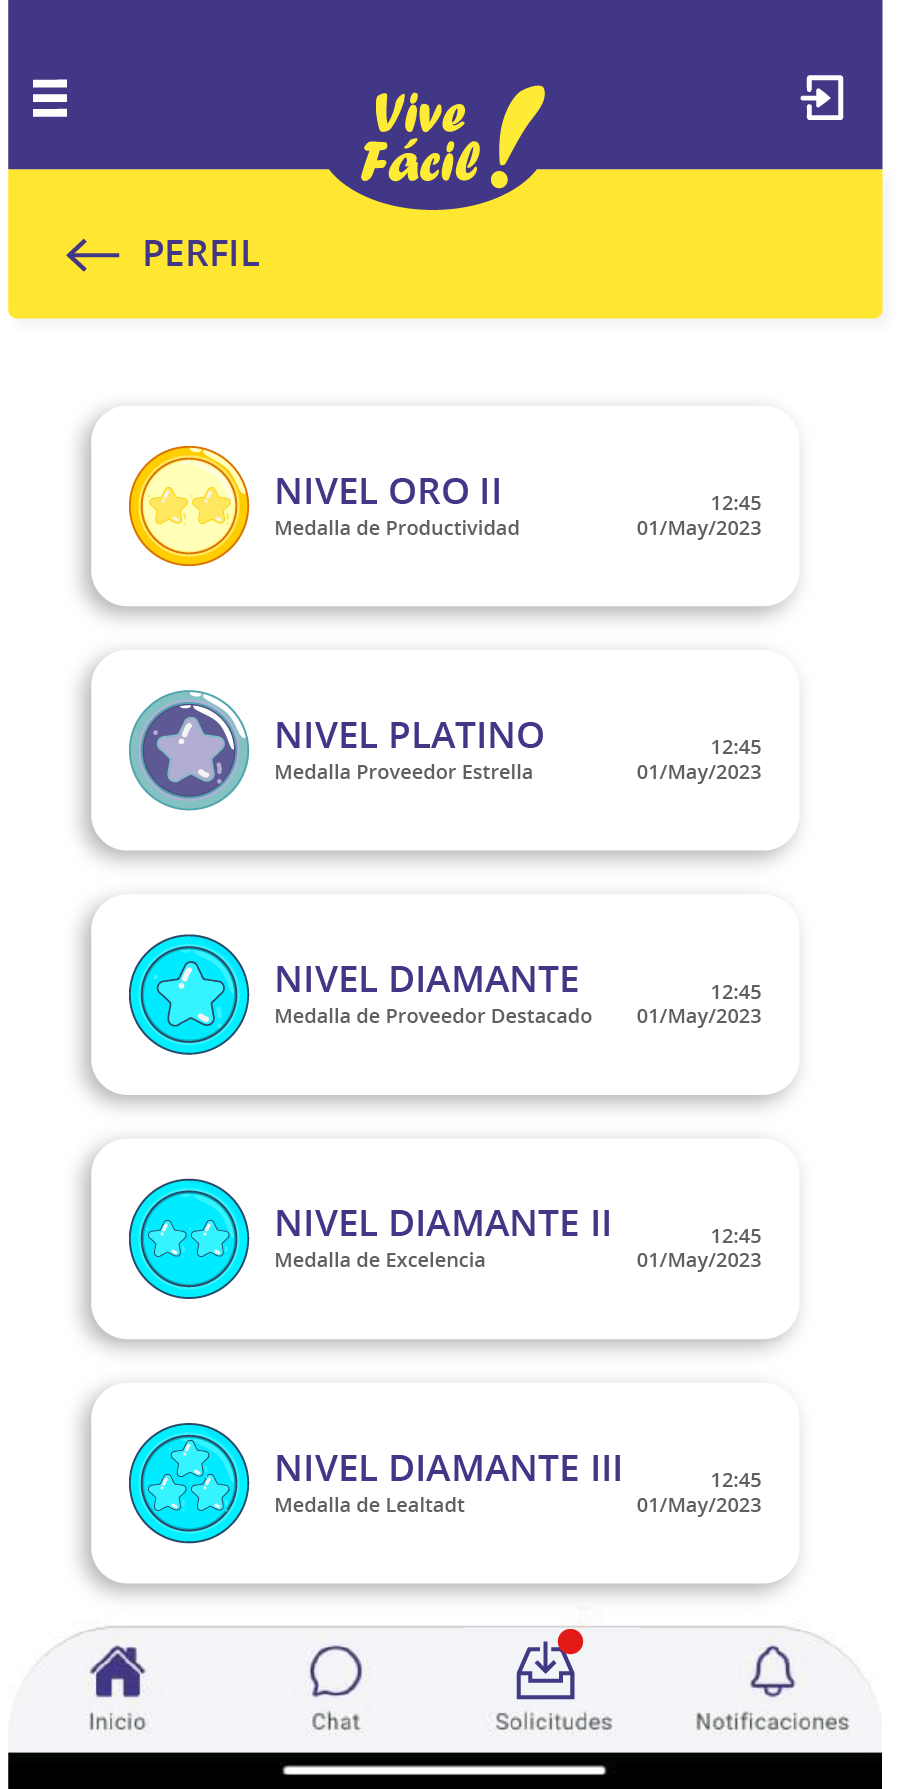 Vive
Fácil!
PERFIL
NIVEL ORO II
Medalla de Productividad
12:45
01/May/2023
NIVEL PLATINO
Medalla Proveedor Estrella
12:45
01/May/2023
NIVEL DIAMANTE
Medalla de Proveedor Destacado
12:45
01/May/2023
NIVEL DIAMANTE II
Medalla de Excelencia
12:45
01/May/2023
NIVEL DIAMANTE III
Medalla de Lealtadt
12:45
01/May/2023
Inicio
Chat
Solicitudes
Notificaciones